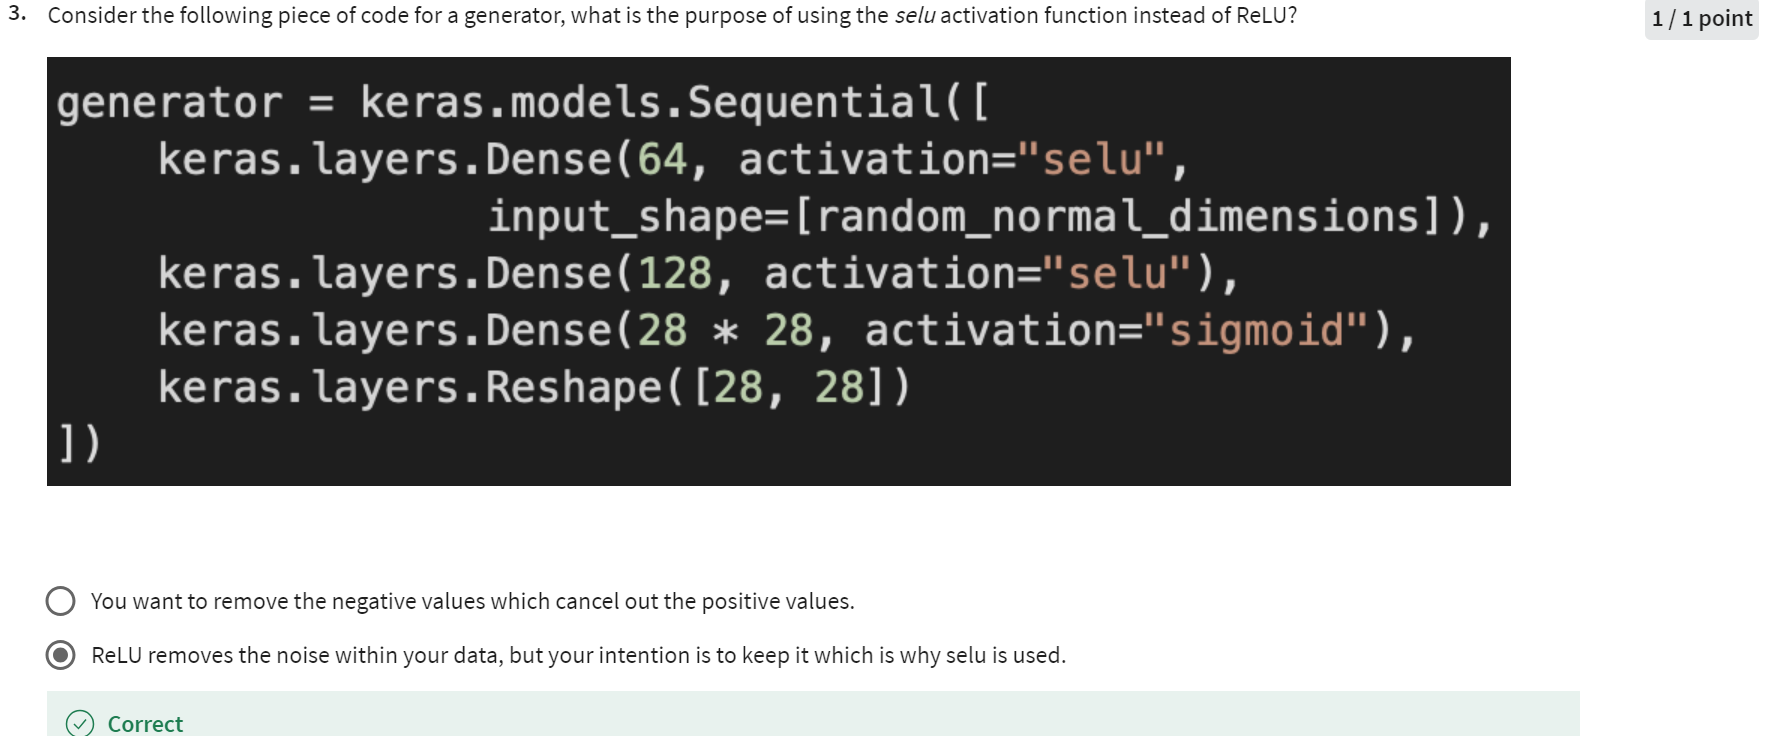 3. Consider the following piece of code for a generator, what is the purpose of using the selu activation function instead of ReLU?
1 / 1 point
generator = keras.models.Sequential([
    keras.layers.Dense(64, activation="selu",
                 input_shape=[random_normal_dimensions]),
    keras.layers.Dense(128, activation="selu"),
    keras.layers.Dense(28 * 28, activation="sigmoid"),
    keras.layers.Reshape([28, 28])
])
You want to remove the negative values which cancel out the positive values.
ReLU removes the noise within your data, but your intention is to keep it which is why selu is used.
Correct